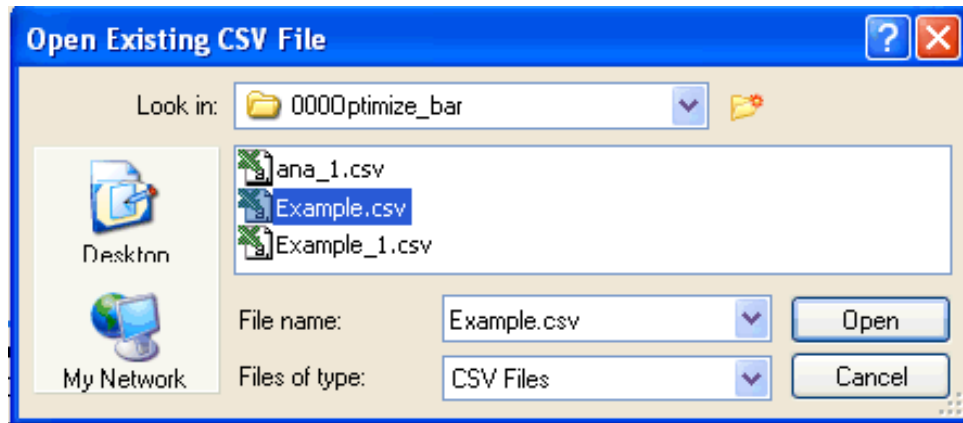 Open Existing CSV File
Look in: 000Optimize_bar
ana_1.csv
Example.csv
Example_1.csv
Desktop
My Network
File name: Example.csv Open
Files of type: CSV Files Cancel